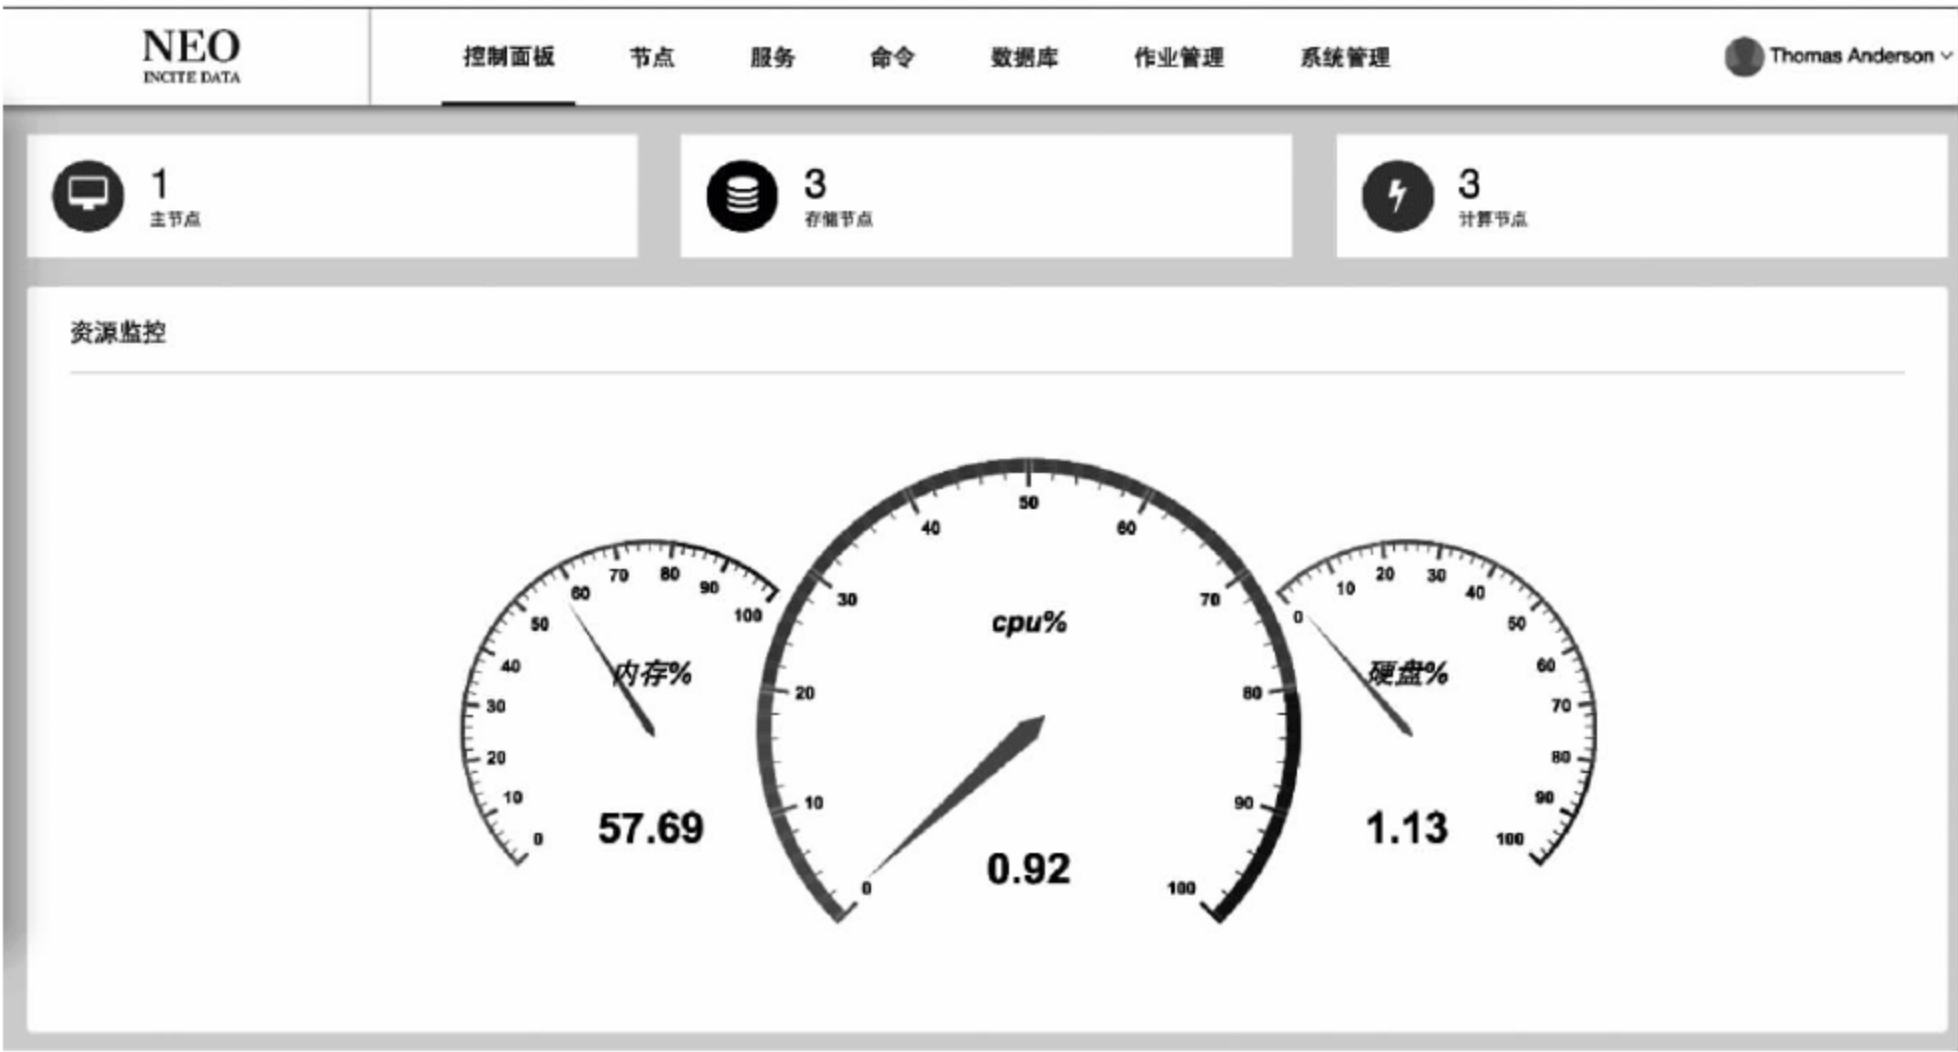 NEO
INCITE DATA
控制面板 节点 服务 命令 数据库 作业管理 系统管理
Thomas Anderson
1
主节点
3
存储节点
3
计算节点
资源监控
内存%
0 10 20 30 40 50 60 70 80 90 100
57.69
cpu%
0 10 20 30 40 50 60 70 80 90 100
0.92
硬盘%
0 10 20 30 40 50 60 70 80 90 100
1.13